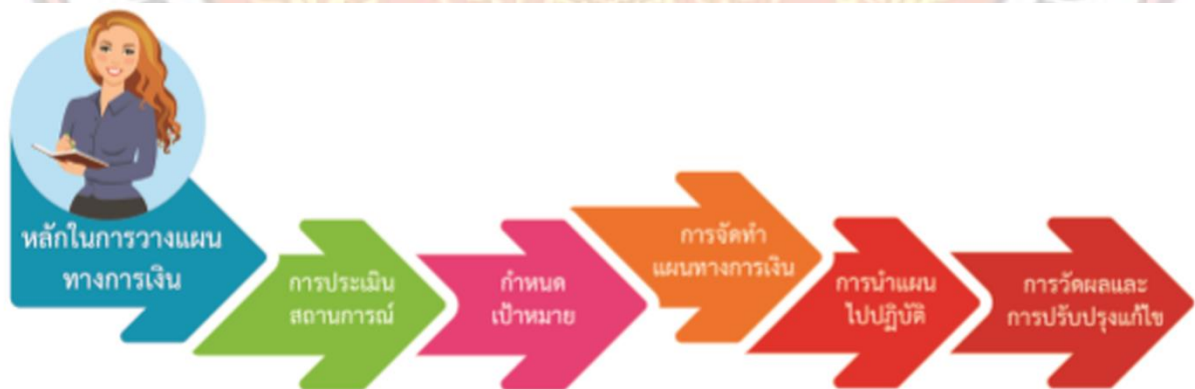 หลักในการวางแผน
ทางการเงิน
การประเมิน
สถานการณ์
กำหนด
เป้าหมาย
การจัดทำ
แผนทางการเงิน
การนำแผน
ไปปฏิบัติ
การวัดผลและ
การปรับปรุงแก้ไข